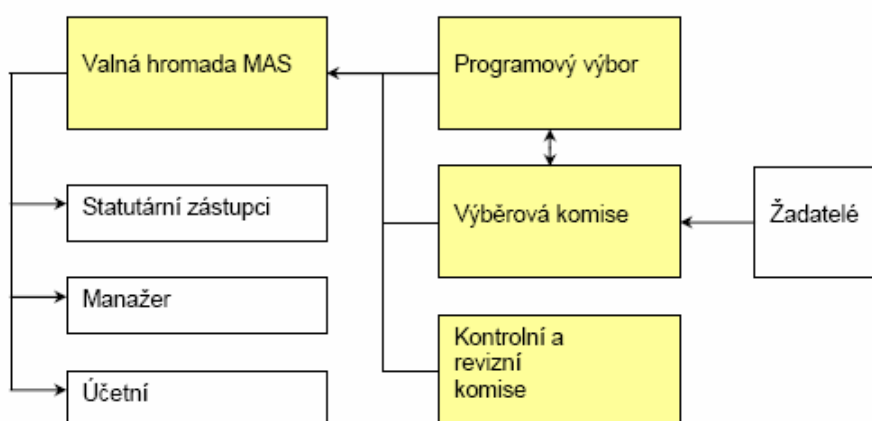 Valná hromada MAS
Programový výbor
Statutární zástupci
Výběrová komise
Žadatelé
Manažer
Kontrolní a
revizní
komise
Účetní